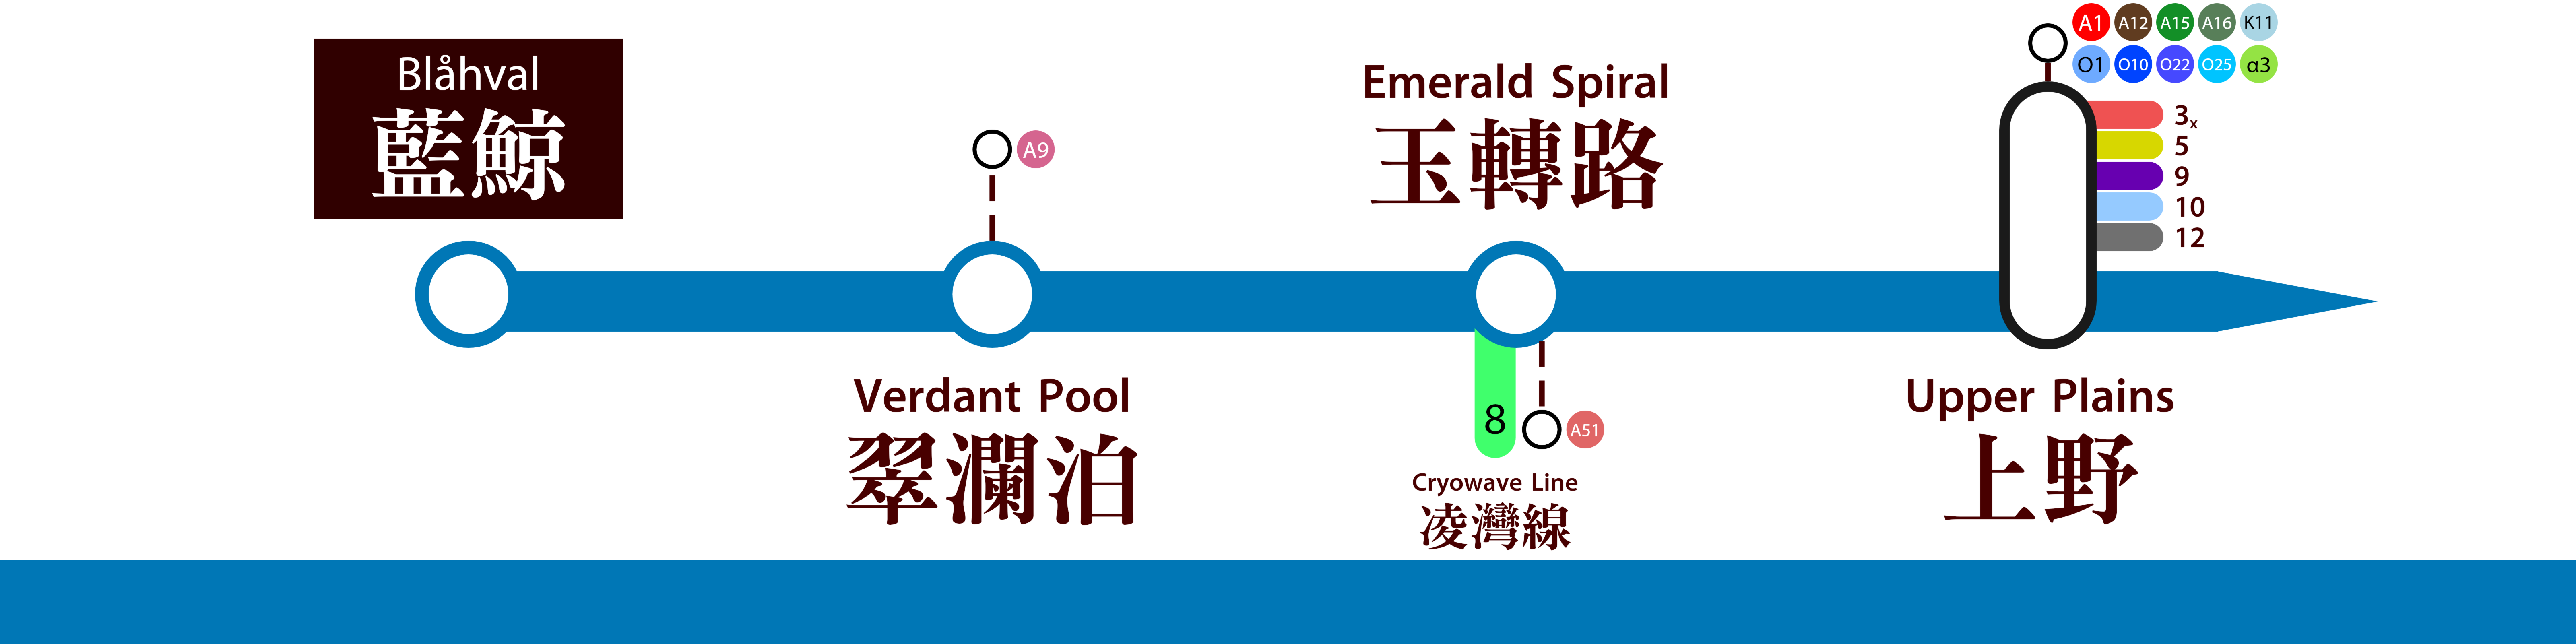 Blåhval
藍鯨
A9
Verdant Pool
翠瀾泊
Emerald Spiral
玉轉路
8
A51
Cryowave Line
凌灣線
A1 A12 A15 A16 K11
O1 O10 O22 O25 α3
3x
5
9
10
12
Upper Plains
上野